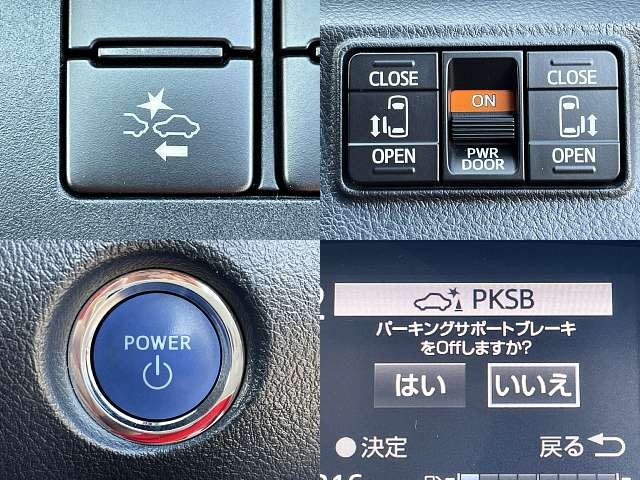 CLOSE
ON
CLOSE
OPEN
PWR
DOOR
OPEN
POWER
PKSB
パーキングサポートブレーキ
をOffしますか?
はい
いいえ
決定
戻る